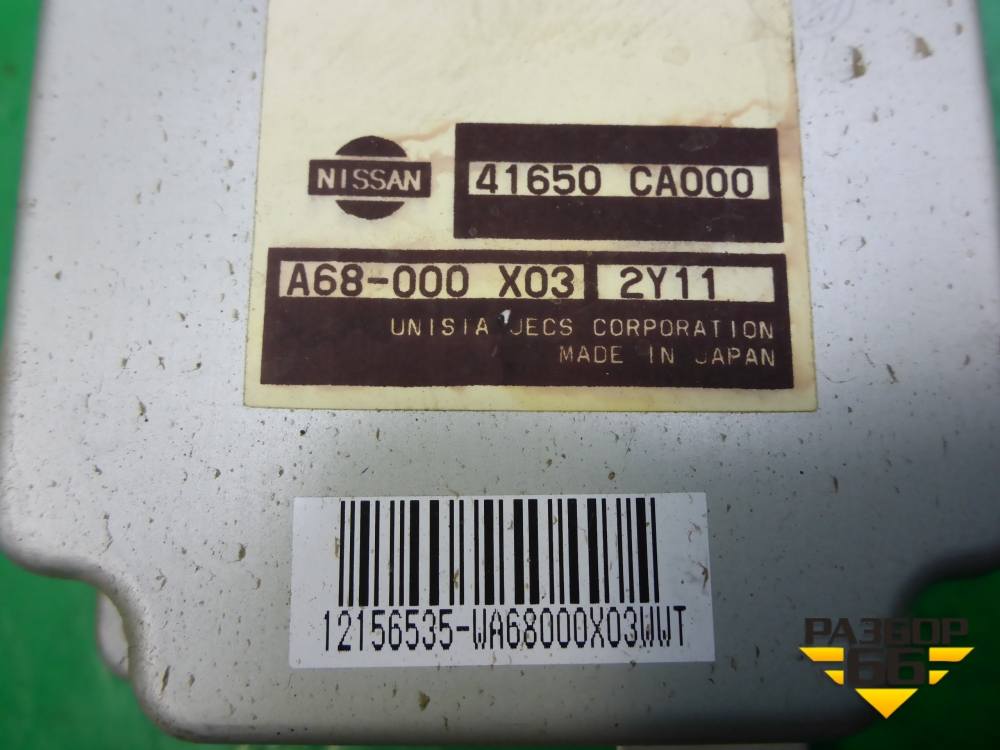 NISSAN
41650 CA000
A68-000 X03 2Y11
UNISIA JECS CORPORATION
MADE IN JAPAN
12156535-WA68000X03WWT
РАЗБОР
66